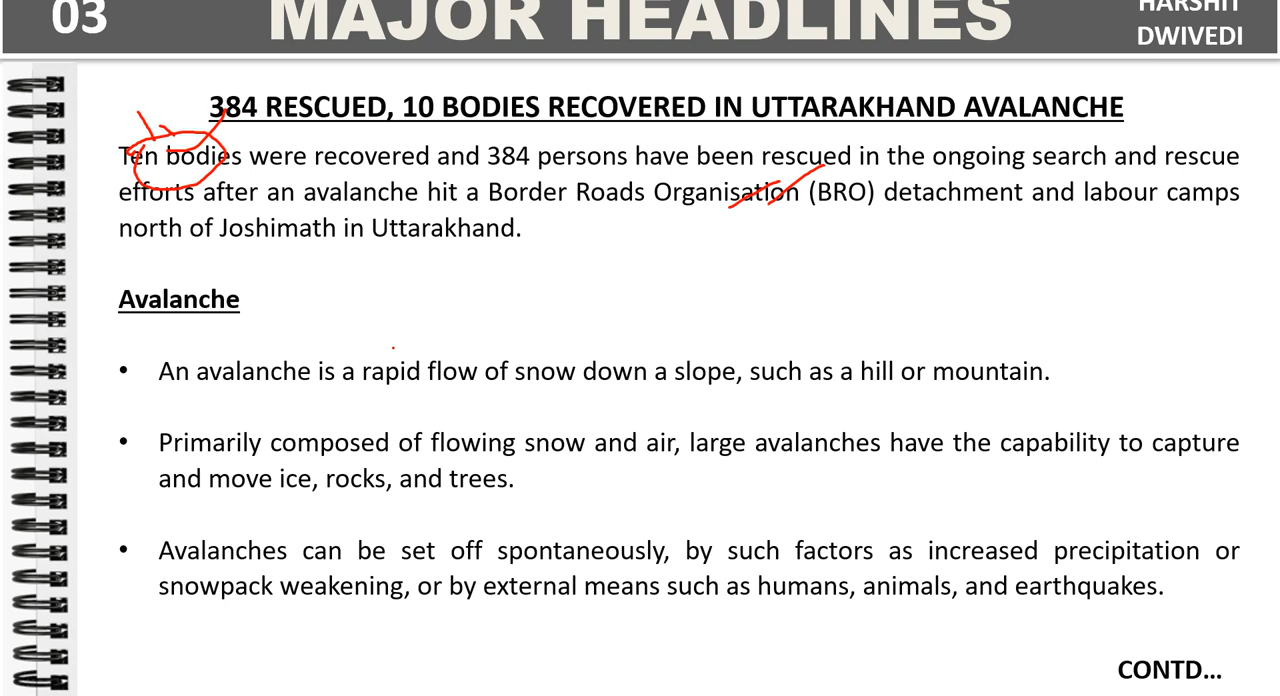 03
MAJOR HEADLINES
HARSHIT
DWIVEDI
384 RESCUED, 10 BODIES RECOVERED IN UTTARAKHAND AVALANCHE
Ten bodies were recovered and 384 persons have been rescued in the ongoing search and rescue
efforts after an avalanche hit a Border Roads Organisation (BRO) detachment and labour camps
north of Joshimath in Uttarakhand.
Avalanche
• An avalanche is a rapid flow of snow down a slope, such as a hill or mountain.
• Primarily composed of flowing snow and air, large avalanches have the capability to capture
and move ice, rocks, and trees.
• Avalanches can be set off spontaneously, by such factors as increased precipitation or
snowpack weakening, or by external means such as humans, animals, and earthquakes.
CONTD...